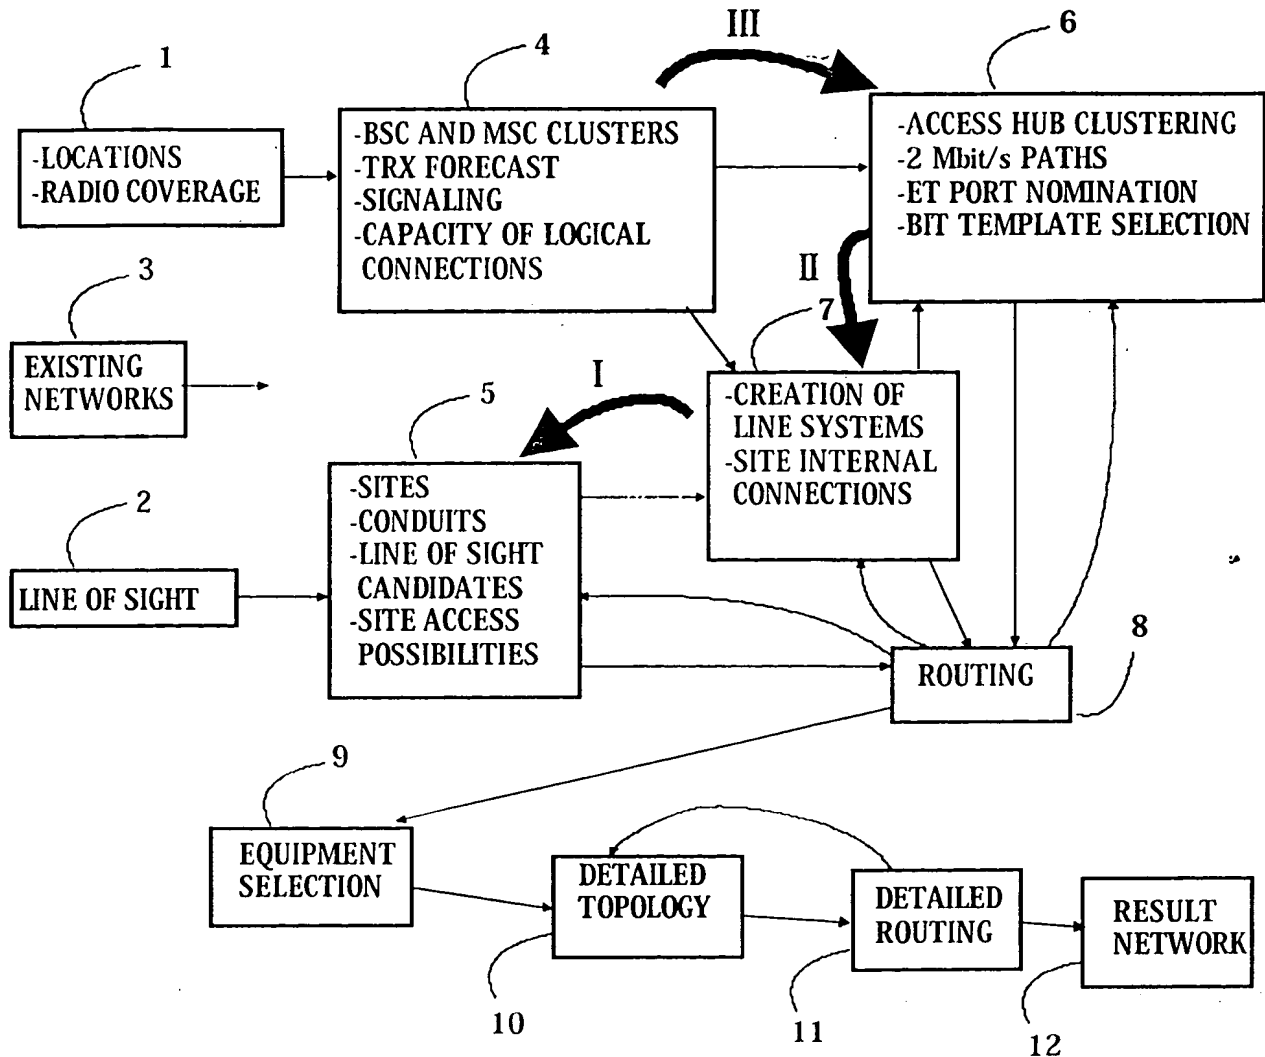 III
1
4
6
-LOCATIONS
-RADIO COVERAGE
-BSC AND MSC CLUSTERS
-TRX FORECAST
-SIGNALING
-CAPACITY OF LOGICAL
CONNECTIONS
-ACCESS HUB CLUSTERING
-2 Mbit/s PATHS
-ET PORT NOMINATION
-BIT TEMPLATE SELECTION
II
3
7
EXISTING
NETWORKS
I
5
-CREATION OF
LINE SYSTEMS
-SITE INTERNAL
CONNECTIONS
2
-SITES
-CONDUITS
-LINE OF SIGHT
CANDIDATES
-SITE ACCESS
POSSIBILITIES
LINE OF SIGHT
8
ROUTING
9
EQUIPMENT
SELECTION
DETAILED
TOPOLOGY
DETAILED
ROUTING
RESULT
NETWORK
10
11
12